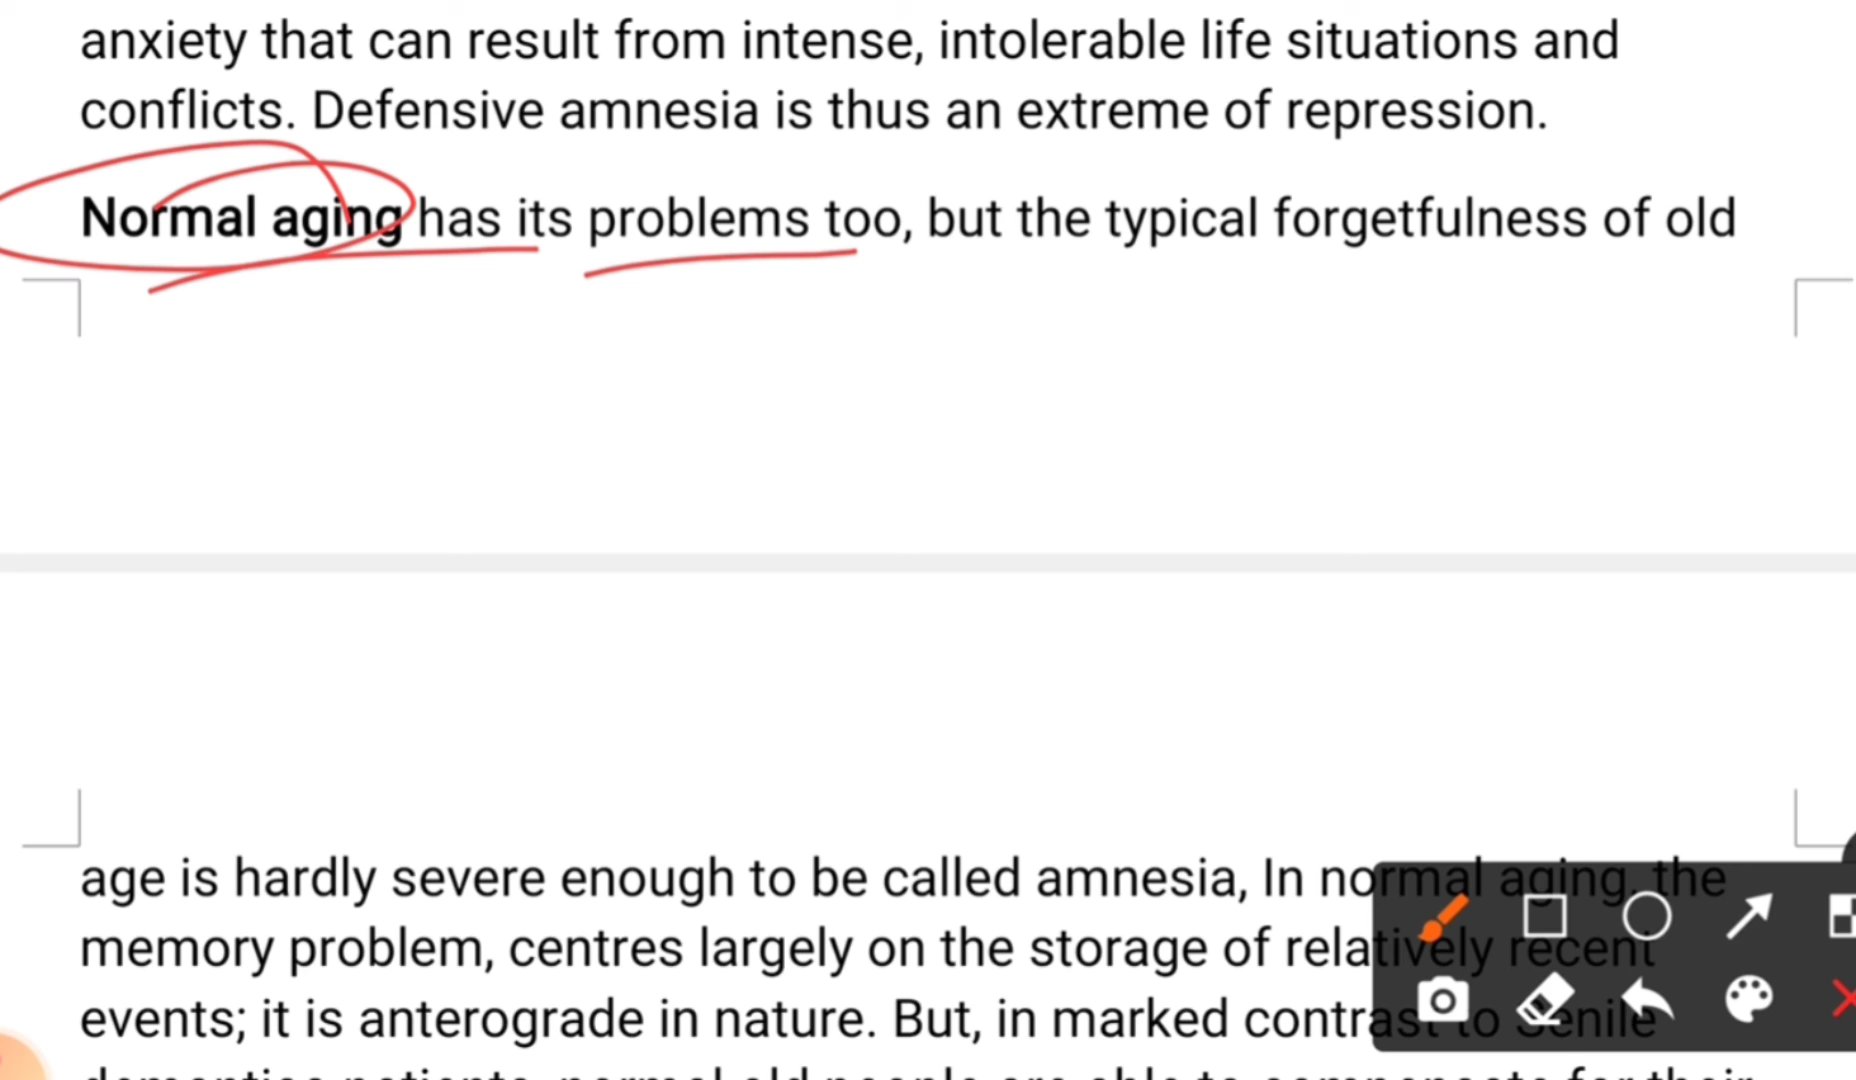 anxiety that can result from intense, intolerable life situations and
conflicts. Defensive amnesia is thus an extreme of repression.
Normal aging has its problems too, but the typical forgetfulness of old
age is hardly severe enough to be called amnesia, In normal aging, the
memory problem, centres largely on the storage of relatively recent
events; it is anterograde in nature. But, in marked contrast to Senile